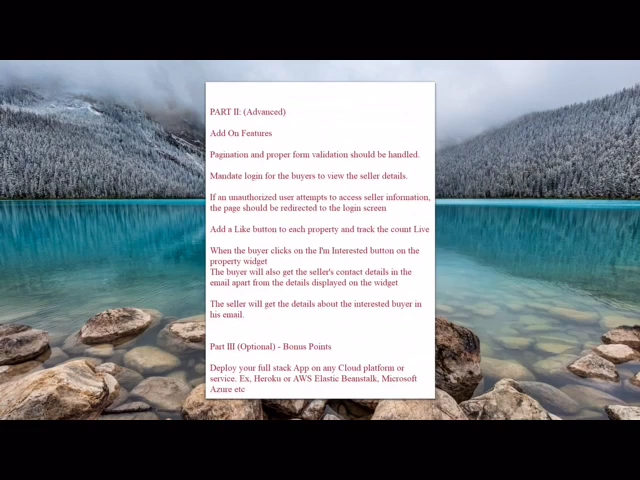 PART II: (Advanced)
Add On Features
Pagination and proper form validation should be handled.
Mandate login for the buyers to view the seller details.
If an unauthorized user attempts to access seller information,
the page should be redirected to the login screen
Add a Like button to each property and track the count Live
When the buyer clicks on the I'm Interested button on the
property widget
The buyer will also get the seller's contact details in the
email apart from the details displayed on the widget
The seller will get the details about the interested buyer in
his email.
Part III (Optional) - Bonus Points
Deploy your full stack App on any Cloud platform or
service. Ex, Heroku or AWS Elastic Beanstalk, Microsoft
Azure etc